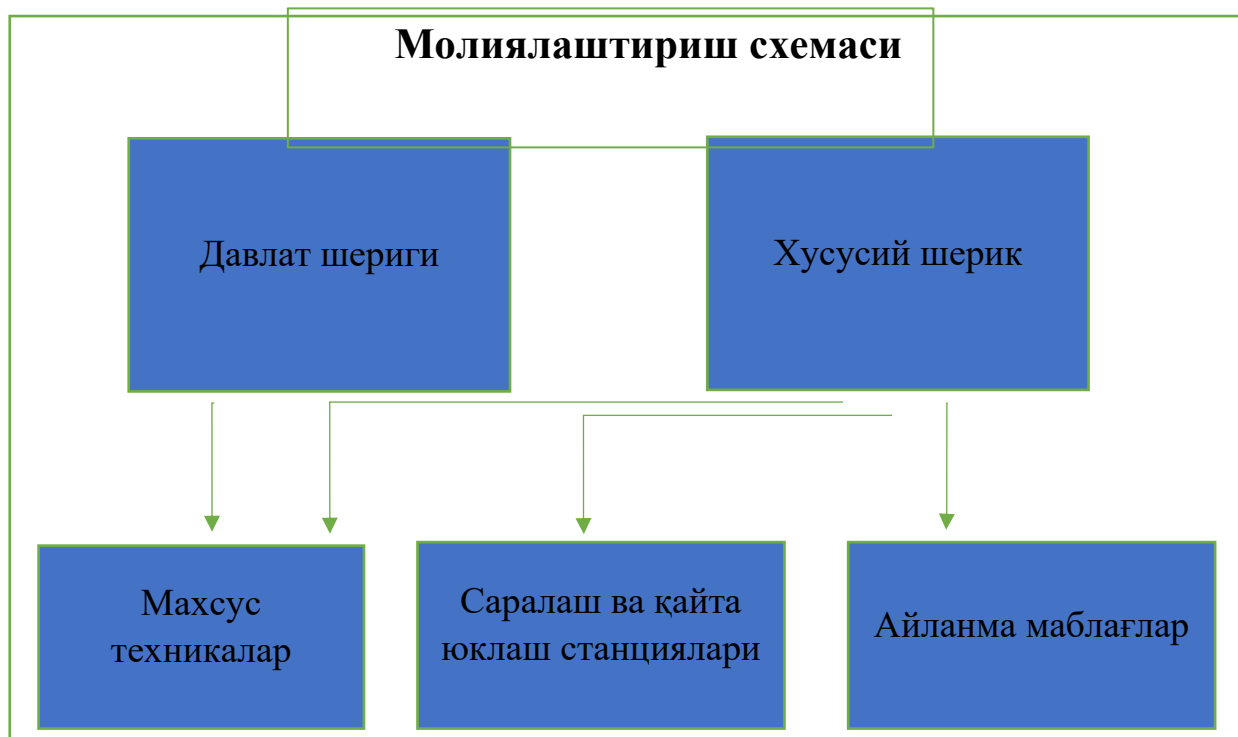 Молиялаштириш схемаси
Давлат шериги
Хусусий шерик
Махсус
техникалар
Саралаш ва қайта
юклаш станциялари
Айланма маблағлар